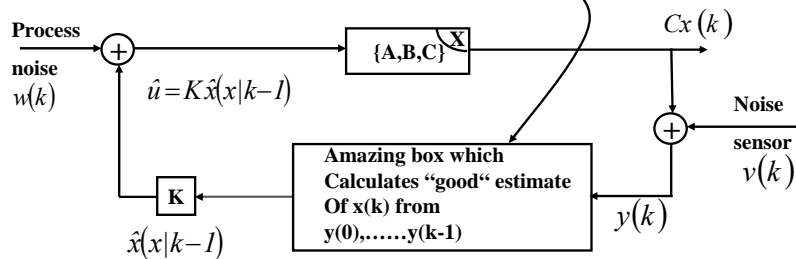 Process
noise
w(k)
+
û = Kx̂(x|k−1)
{A,B,C}
X
Cx(k)
Noise
sensor
v(k)
+
y(k)
Amazing box which
Calculates “good“ estimate
Of x(k) from
y(0),......y(k-1)
K
x̂(x|k−1)